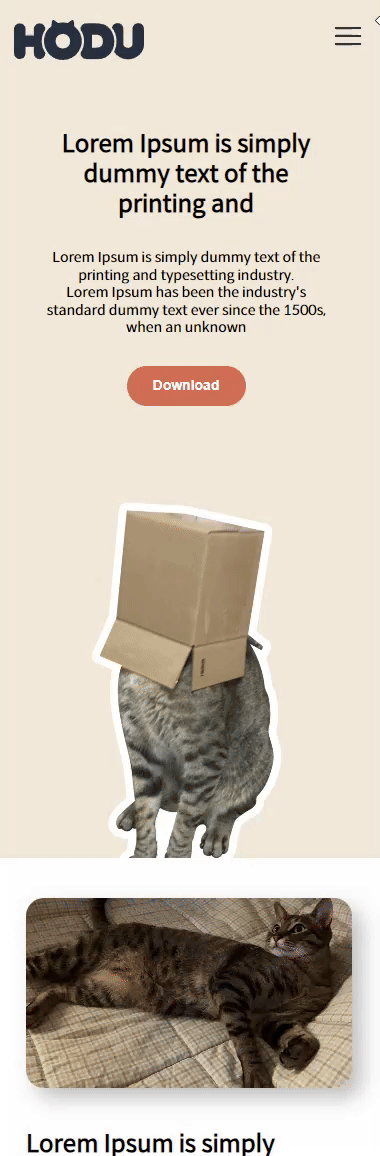 HODU
Lorem Ipsum is simply
dummy text of the
printing and
Lorem Ipsum is simply dummy text of the
printing and typesetting industry.
Lorem Ipsum has been the industry's
standard dummy text ever since the 1500s,
when an unknown
Download
Lorem Ipsum is simply